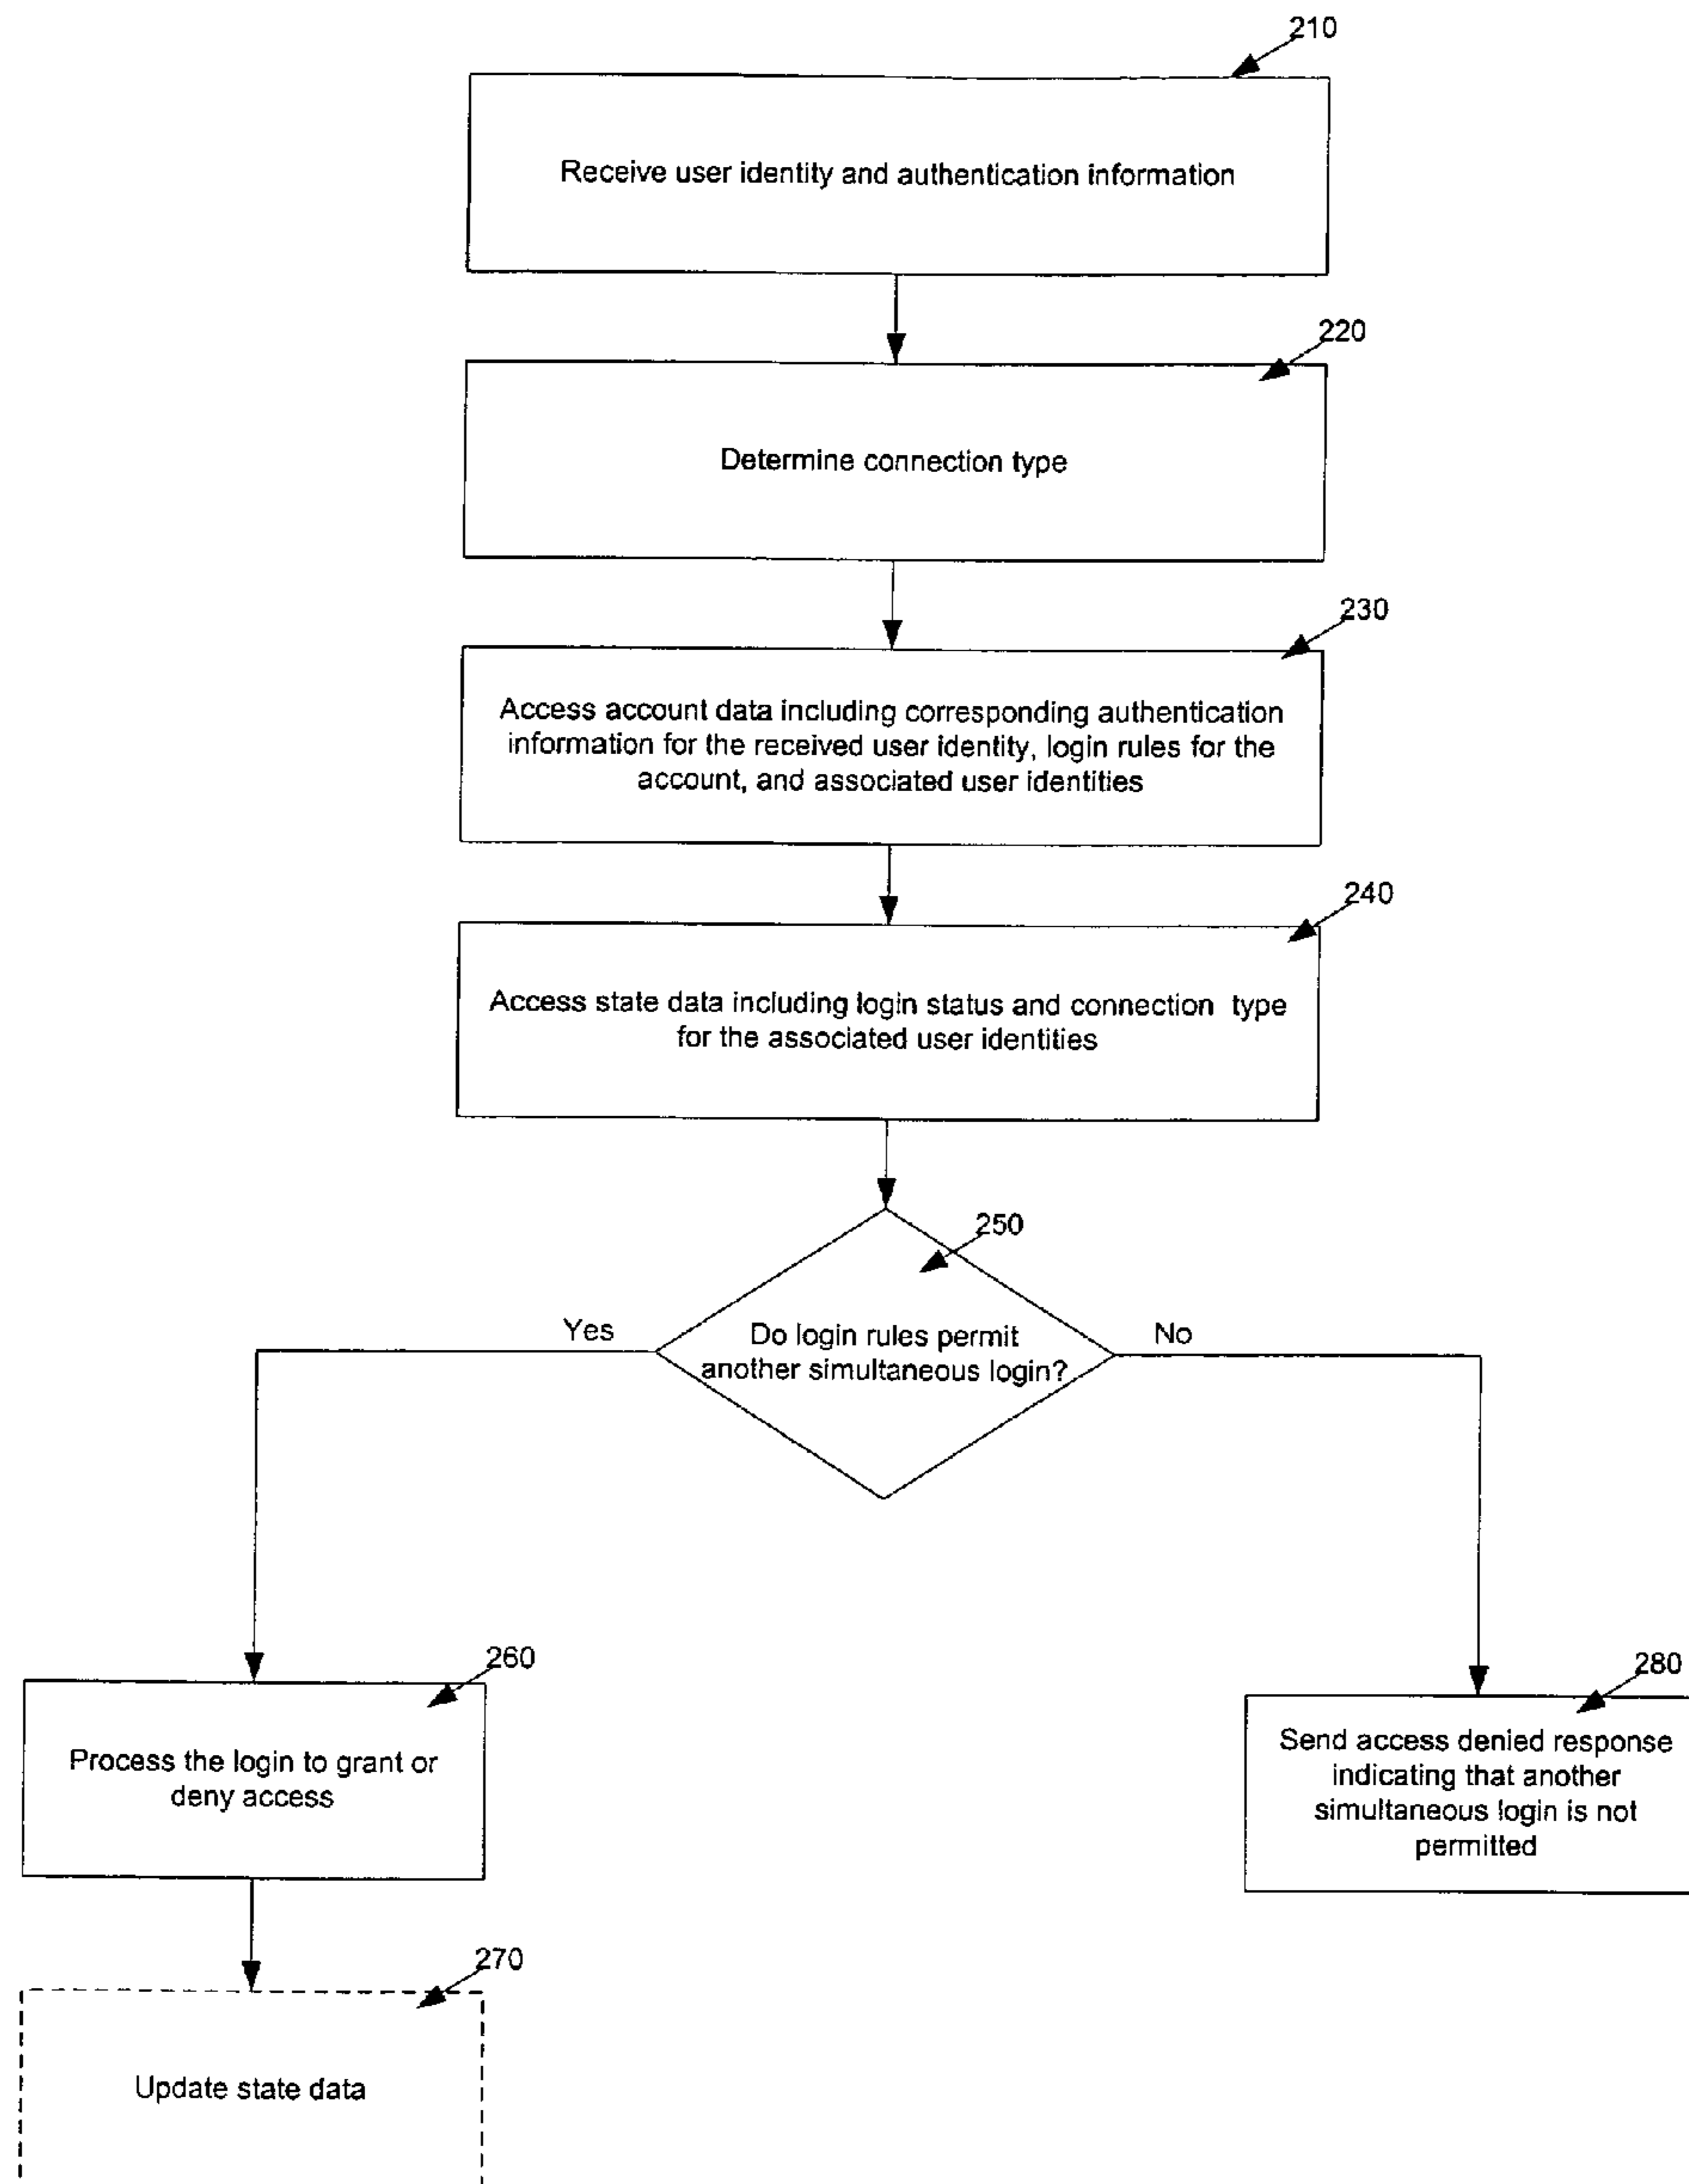 210
Receive user identity and authentication information
220
Determine connection type
230
Access account data including corresponding authentication
information for the received user identity, login rules for the
account, and associated user identities
240
Access state data including login status and connection type
for the associated user identities
250
Yes
Do login rules permit
another simultaneous login?
No
260
Process the login to grant or
deny access
280
Send access denied response
indicating that another
simultaneous login is not
permitted
270
Update state data